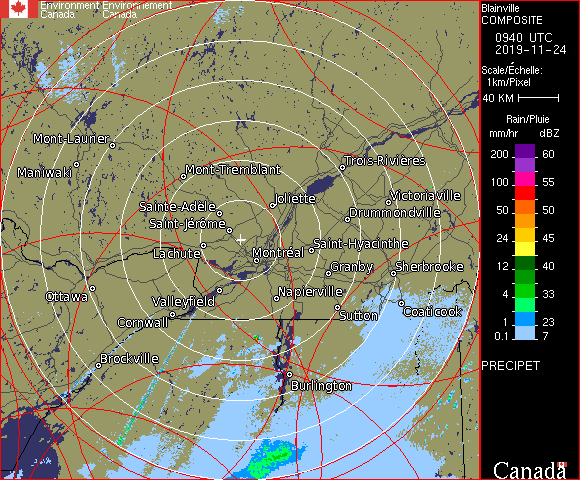 Environment Environnement
Canada Canada
Blainville
COMPOSITE
0940 UTC
2019-11-24
Scale/Échelle:
1km/Pixel
40 KM
Rain/Pluie
mm/hr dBZ
200 60
100 55
50 50
24 45
12 40
4 33
1 23
0.1 7
PRECIPET
Canada
Mont-Laurier
Maniwaki
Mont-Tremblant
Trois-Rivières
Joliette
Victoriaville
Sainte-Adèle
Drummondville
Saint-Jérôme
Saint-Hyacinthe
Lachute
Montréal
Granby
Sherbrooke
Ottawa
Valleyfield
Napierville
Coaticook
Cornwall
Sutton
Brockville
Burlington